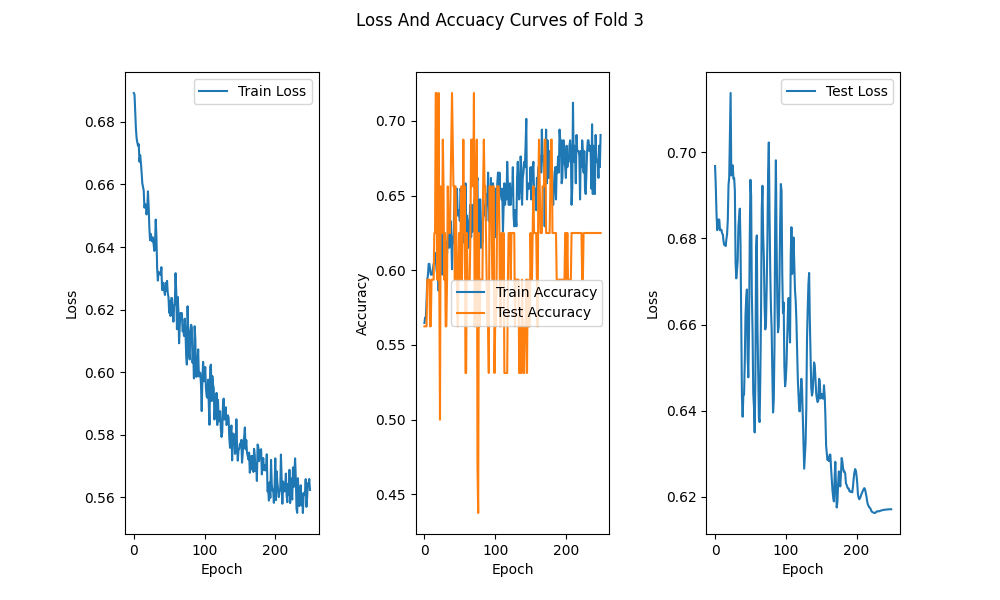 Loss And Accuacy Curves of Fold 3
Train Loss
0.68
0.66
0.64
0.62
0.60
0.58
0.56
Loss
0
100
200
Epoch
Train Accuracy
Test Accuracy
0.70
0.65
0.60
0.55
0.50
0.45
Accuracy
0
100
200
Epoch
Test Loss
0.70
0.68
0.66
0.64
0.62
Loss
0
100
200
Epoch